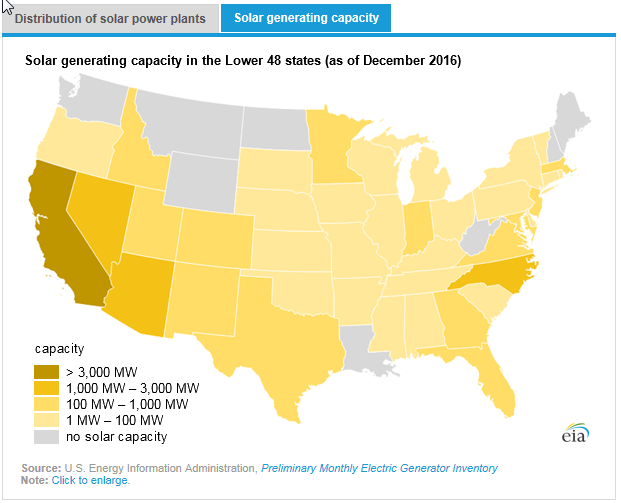 Distribution of solar power plants
Solar generating capacity
Solar generating capacity in the Lower 48 states (as of December 2016)
capacity
> 3,000 MW
1,000 MW – 3,000 MW
100 MW – 1,000 MW
1 MW – 100 MW
no solar capacity
eia
Source: U.S. Energy Information Administration, Preliminary Monthly Electric Generator Inventory
Note: Click to enlarge.